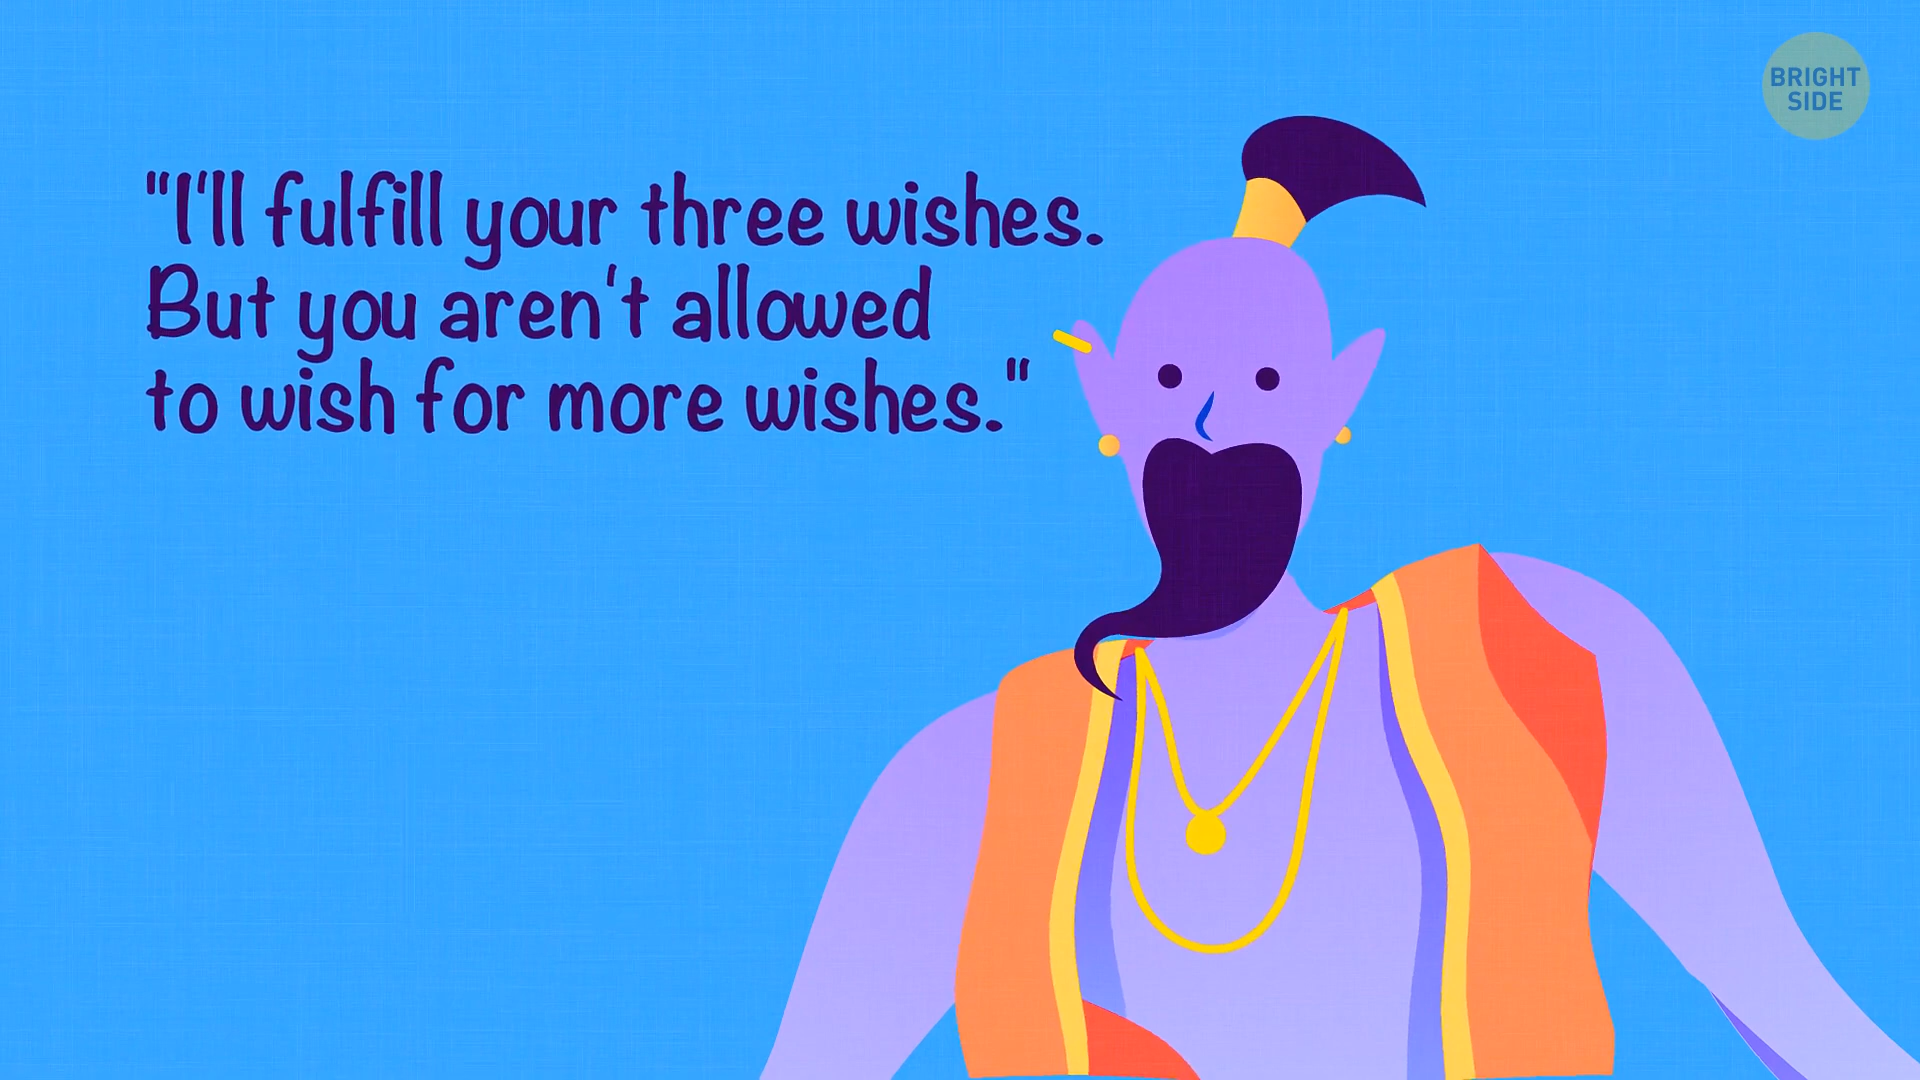 BRIGHT
SIDE
"I'll fulfill your three wishes.
But you aren't allowed
to wish for more wishes."